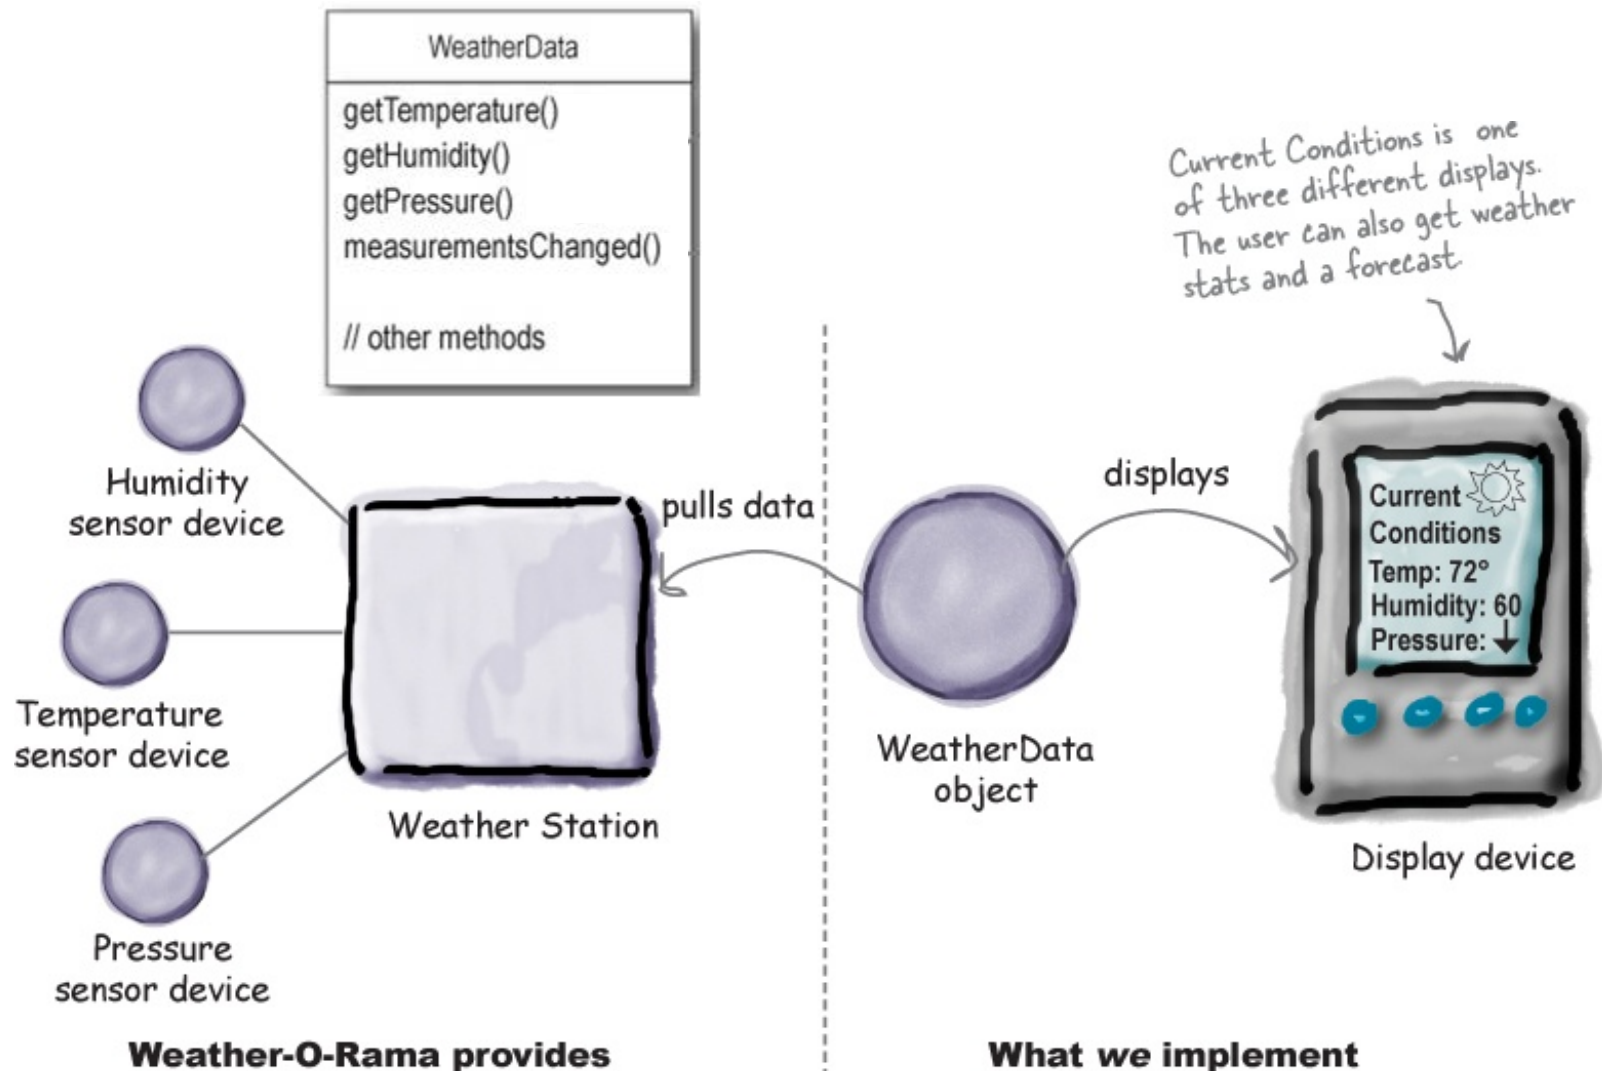 WeatherData
getTemperature()
getHumidity()
getPressure()
measurementsChanged()
// other methods
Current Conditions is one
of three different displays.
The user can also get weather
stats and a forecast.
Humidity
sensor device
Temperature
sensor device
Pressure
sensor device
Weather Station
pulls data
WeatherData
object
displays
Current
Conditions
Temp: 72°
Humidity: 60
Pressure:
Display device
Weather-O-Rama provides
What we implement